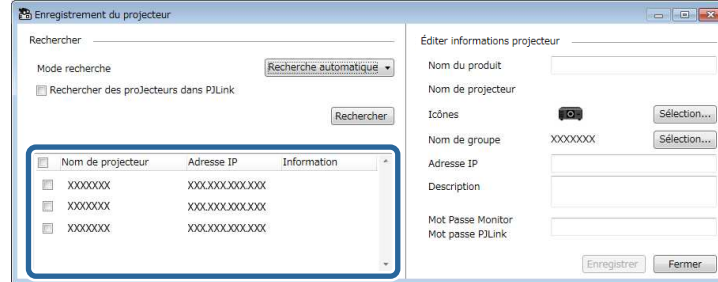 Enregistrement du projecteur
Rechercher
Mode recherche
Recherche automatique
Rechercher des proJecteurs dans PJLink
Rechercher
Nom de projecteur Adresse IP Information
XXXXXXX XXX.XXX.XXX.XXX
XXXXXXX XXX.XXX.XXX.XXX
XXXXXXX XXX.XXX.XXX.XXX
Éditer informations projecteur
Nom du produit
Nom de projecteur
Icônes Sélection...
Nom de groupe XXXXXXX Sélection...
Adresse IP
Description
Mot Passe Monitor
Mot passe PJLink
Enregistrer Fermer